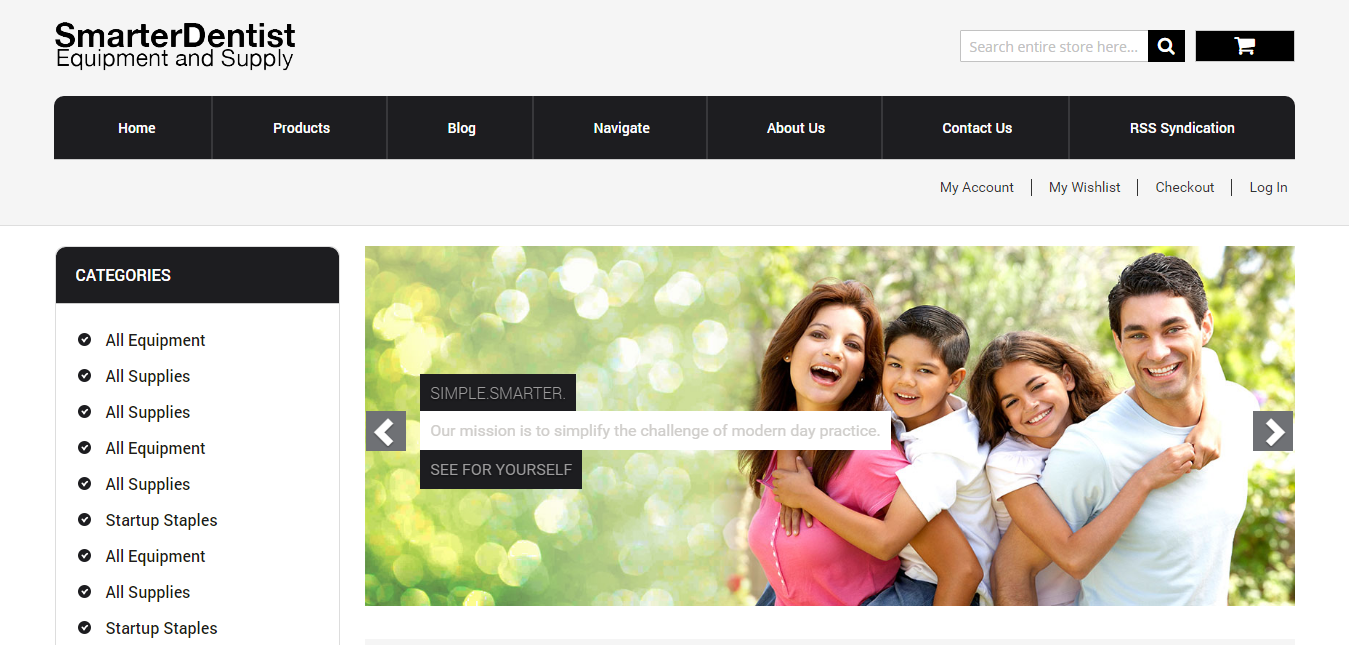 SmarterDentist
Equipment and Supply
Search entire store here...
Home
Products
Blog
Navigate
About Us
Contact Us
RSS Syndication
My Account
My Wishlist
Checkout
Log In
CATEGORIES
All Equipment
All Supplies
All Supplies
All Equipment
All Supplies
Startup Staples
All Equipment
All Supplies
Startup Staples
SIMPLE.SMARTER.
Our mission is to simplify the challenge of modern day practice.
SEE FOR YOURSELF